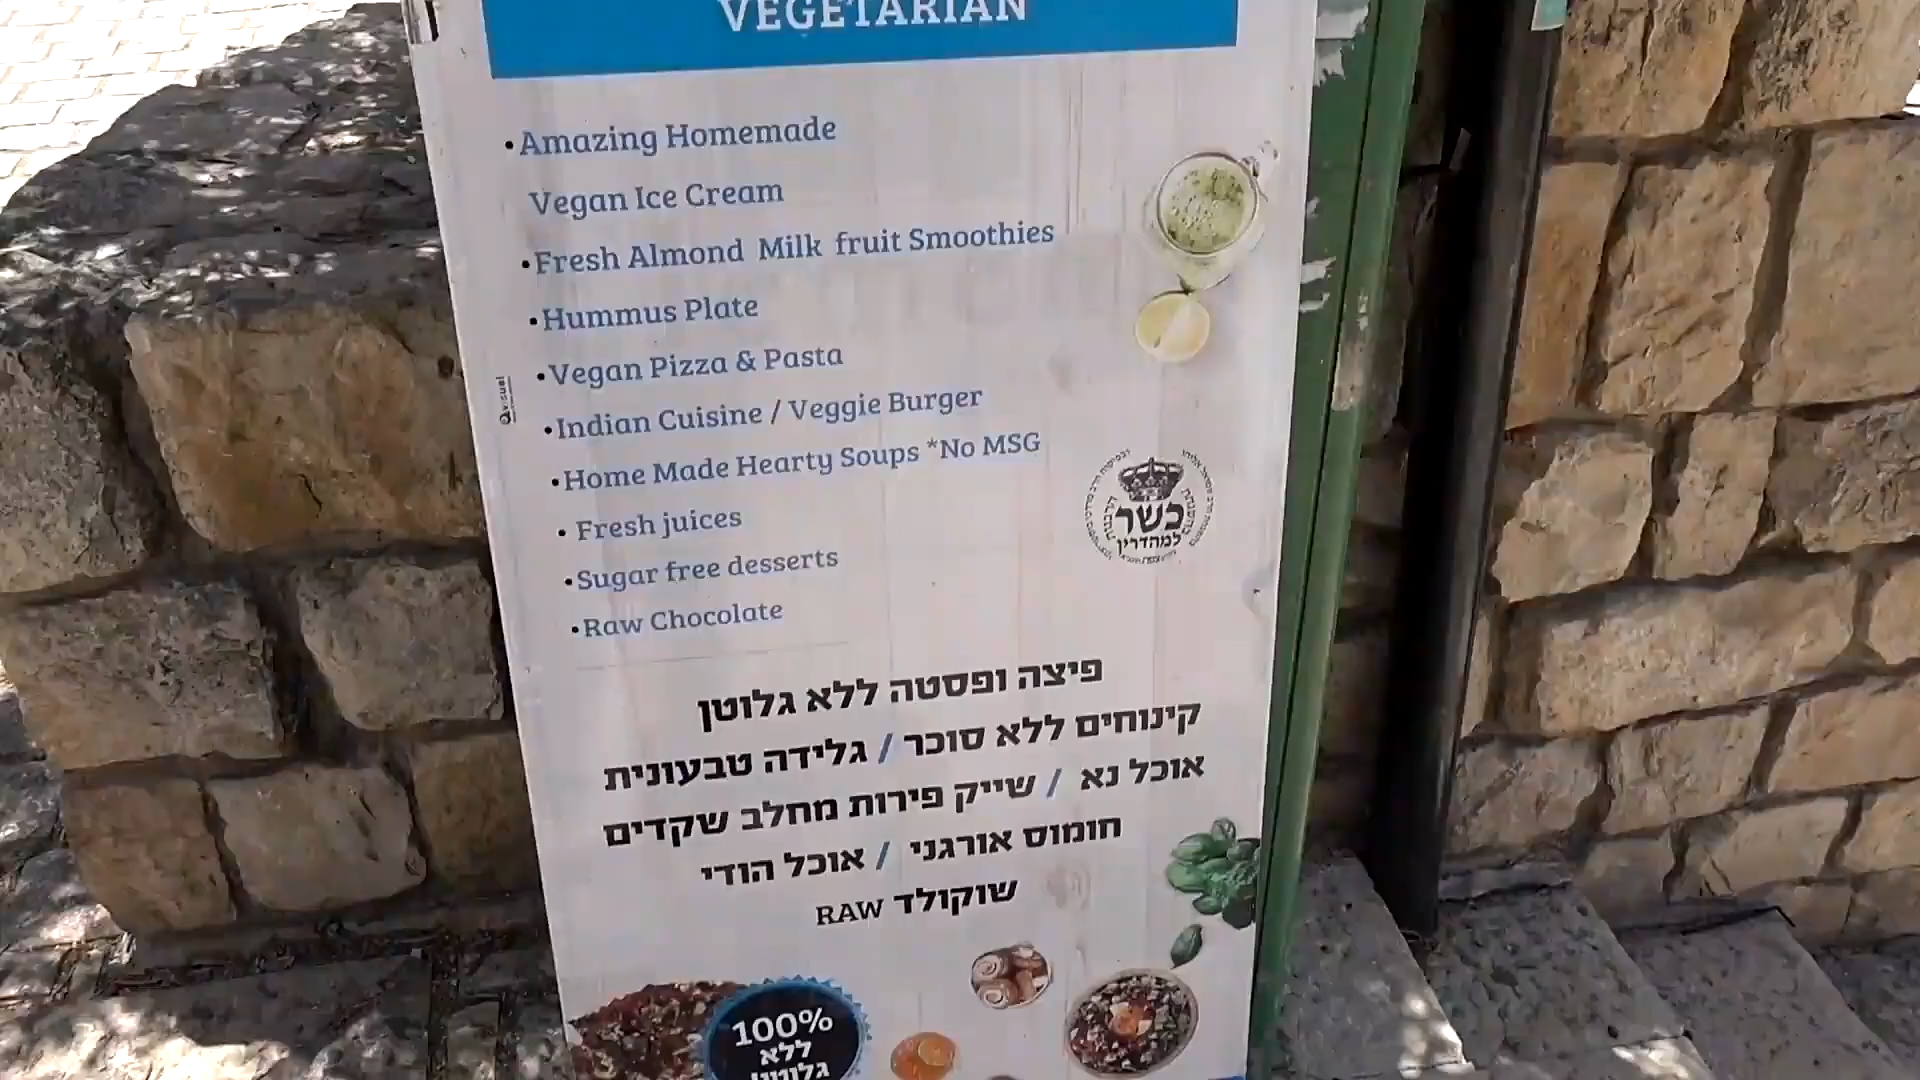 VEGETARIAN
•Amazing Homemade
Vegan Ice Cream
•Fresh Almond Milk fruit Smoothies
•Hummus Plate
•Vegan Pizza & Pasta
•Indian Cuisine / Veggie Burger
•Home Made Hearty Soups *No MSG
• Fresh juices
•Sugar free desserts
•Raw Chocolate
כשר
למהדרין
פיצה ופסטה ללא גלוטן
קינוחים ללא סוכר / גלידה טבעונית
אוכל נא / שייק פירות מחלב שקדים
חומוס אורגני / אוכל הודי
שוקולד RAW
100%
ללא
גלוטן